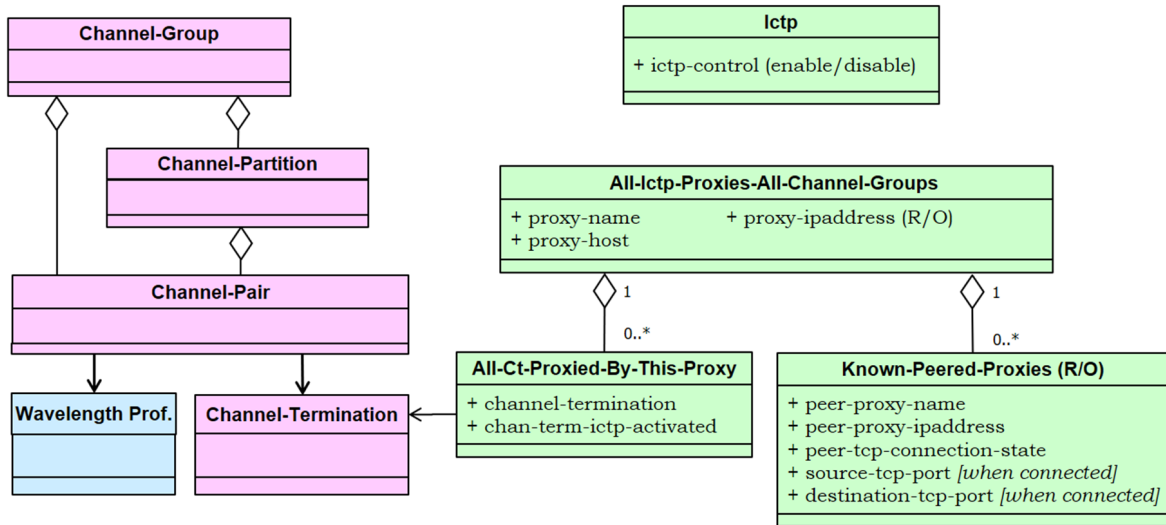 Channel-Group
Ictp
+ ictp-control (enable/disable)
Channel-Partition
All-Ictp-Proxies-All-Channel-Groups
+ proxy-name + proxy-ipaddress (R/O)
+ proxy-host
Channel-Pair
1
1
0..*
0..*
All-Ct-Proxied-By-This-Proxy
+ channel-termination
+ chan-term-ictp-activated
Known-Peered-Proxies (R/O)
+ peer-proxy-name
+ peer-proxy-ipaddress
+ peer-tcp-connection-state
+ source-tcp-port [when connected]
+ destination-tcp-port [when connected]
Wavelength Prof.
Channel-Termination